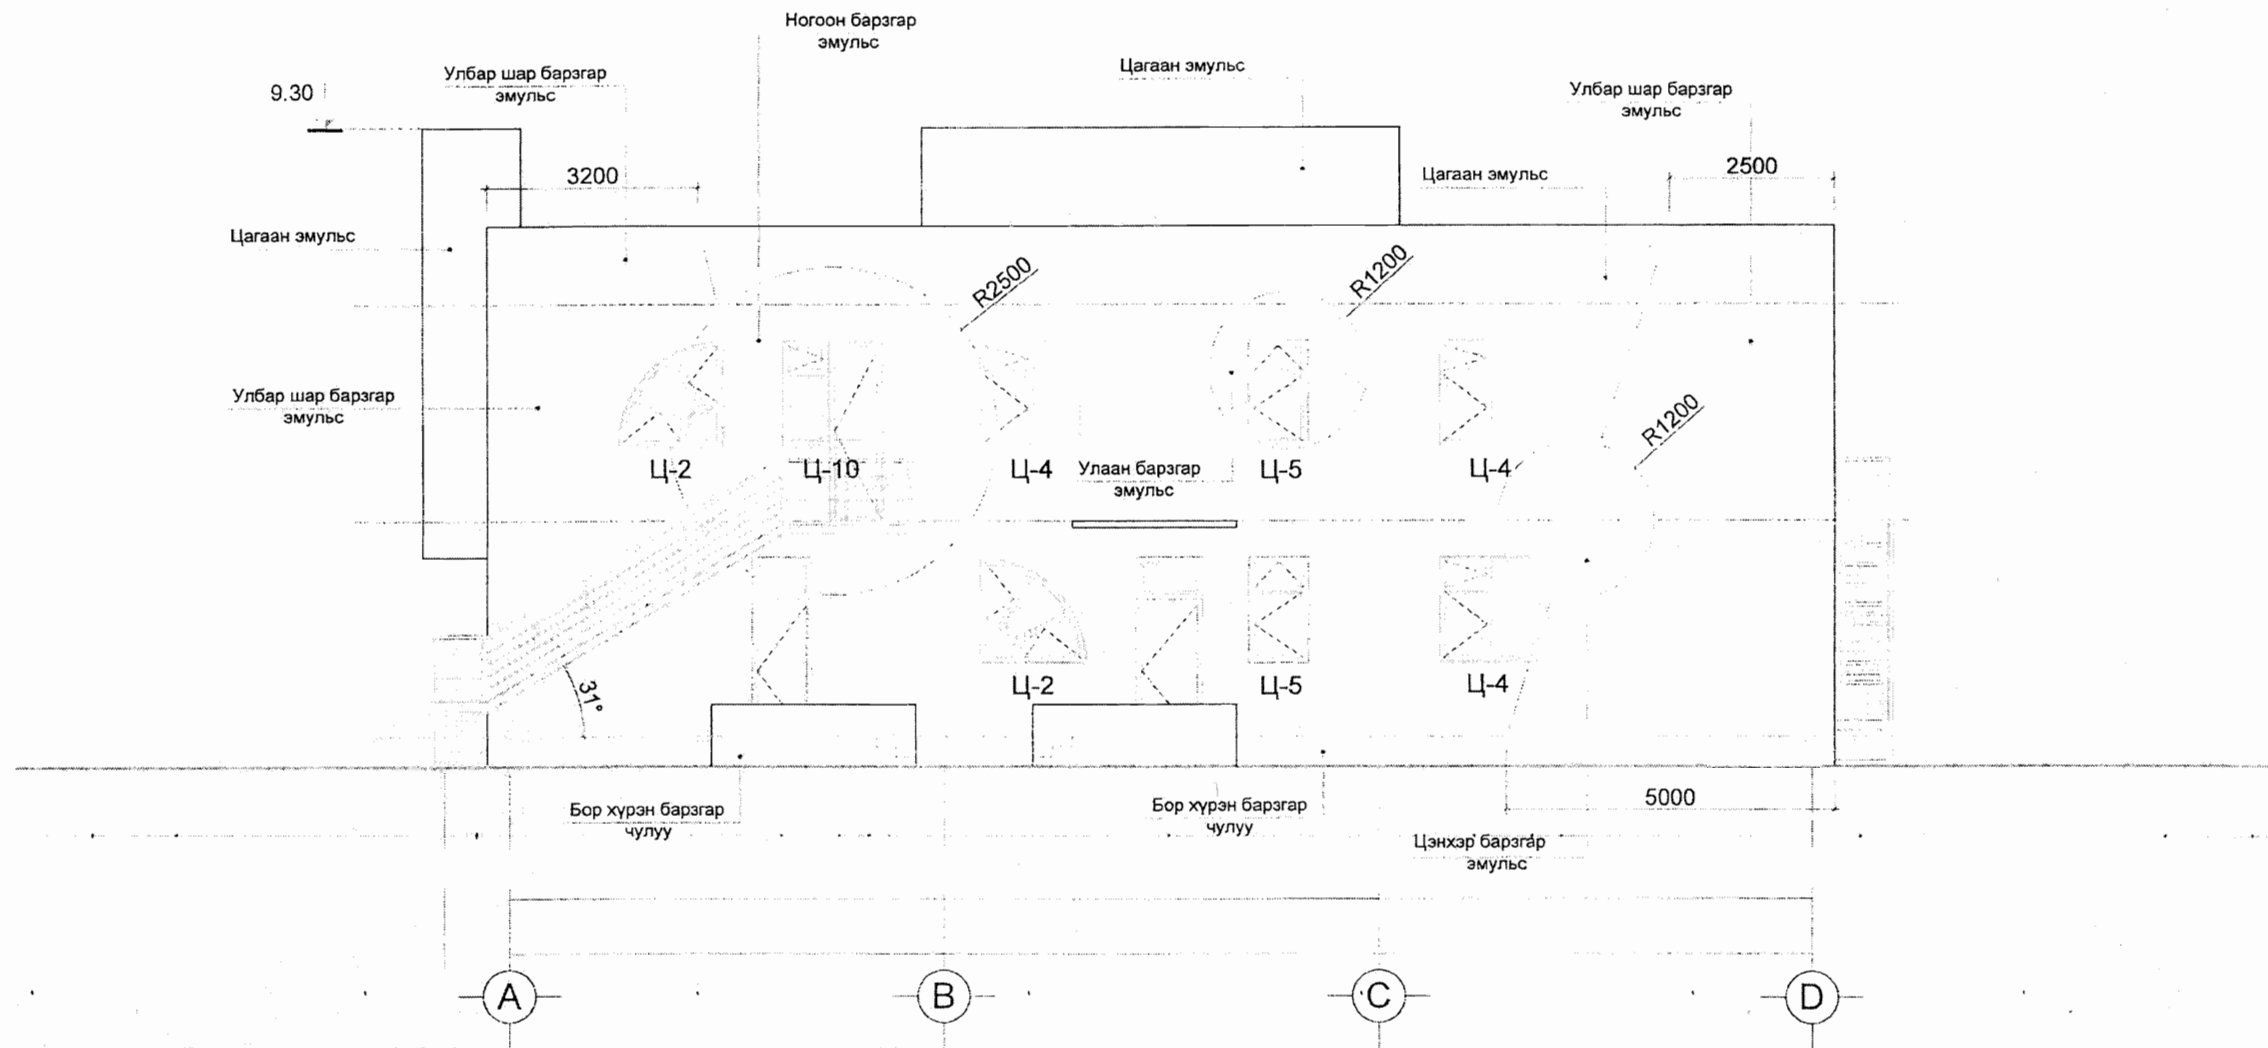 Ногоон барзгар
эмульс
Улбар шар барзгар
эмульс
Цагаан эмульс
9.30
Улбар шар барзгар
эмульс
3200
Цагаан эмульс
2500
Цагаан эмульс
R2500
R1200
Улбар шар барзгар
эмульс
R1200
Ц-2
Ц-10
Ц-4
Улаан барзгар
эмульс
Ц-5
Ц-4
31°
Ц-2
Ц-5
Ц-4
Бор хүрэн барзгар
чулуу
Бор хүрэн барзгар
чулуу
5000
Цэнхэр барзгар
эмульс
A
B
C
D